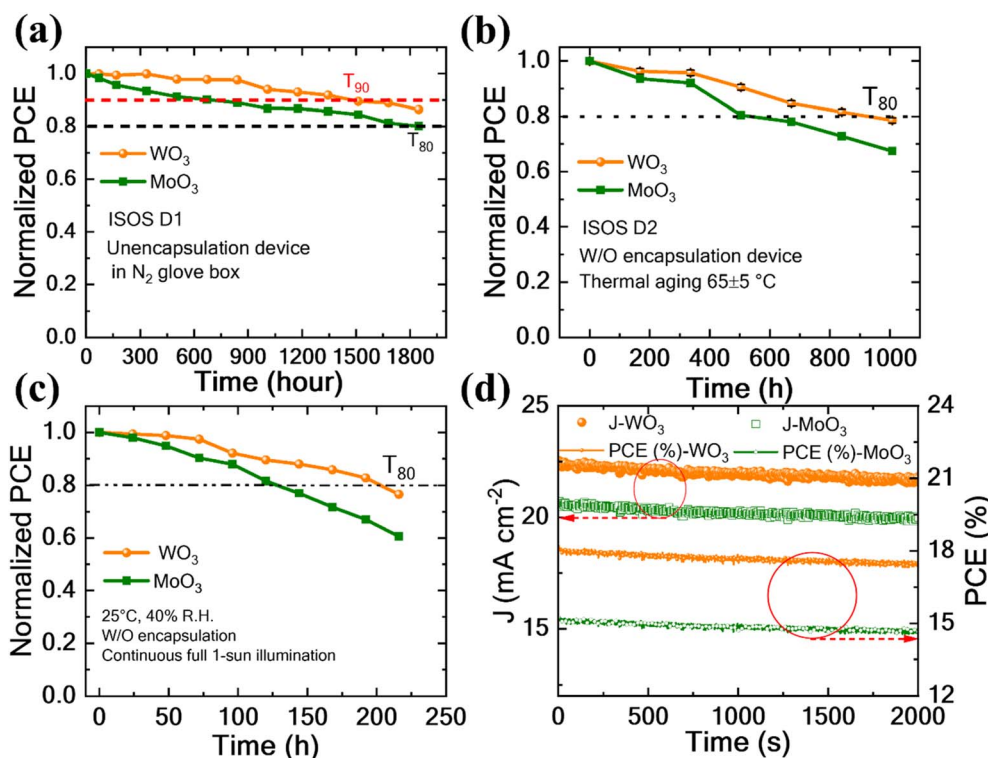 (a)
Normalized PCE
1.0
0.8
0.6
0.4
0.2
0.0
T90
T80
WO3
MoO3
ISOS D1
Unencapsulation device
in N2 glove box
0 300 600 900 1200 1500 1800
Time (hour)
(b)
Normalized PCE
1.0
0.8
0.6
0.4
0.2
0.0
T80
WO3
MoO3
ISOS D2
W/O encapsulation device
Thermal aging 65±5 °C
0 200 400 600 800 1000
Time (h)
(c)
Normalized PCE
1.0
0.8
0.6
0.4
0.2
0.0
T80
WO3
MoO3
25°C, 40% R.H.
W/O encapsulation
Continuous full 1-sun illumination
0 50 100 150 200 250
Time (h)
(d)
J (mA cm-2)
25
20
15
J-WO3 J-MoO3
PCE (%)-WO3 PCE (%)-MoO3
24
21
18
15
12
PCE (%)
0 500 1000 1500 2000
Time (s)